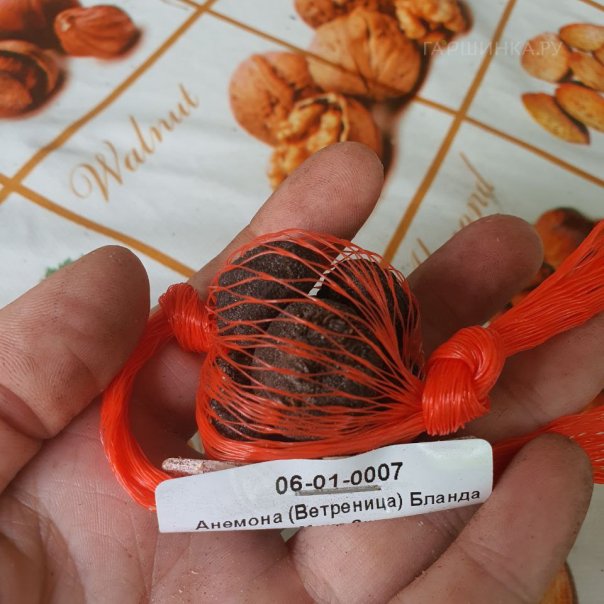 ГАРШИНКА.РУ
Walnut
06-01-0007
Анемона (Ветреница) Бланда